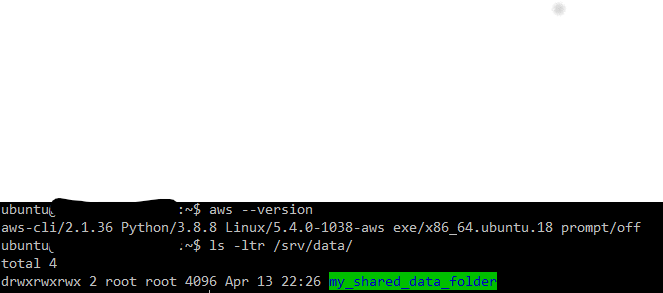 ubuntu@ :~$ aws --version
aws-cli/2.1.36 Python/3.8.8 Linux/5.4.0-1038-aws exe/x86_64.ubuntu.18 prompt/off
ubuntu@ :~$ ls -ltr /srv/data/
total 4
drwxrwxrwx 2 root root 4096 Apr 13 22:26 my_shared_data_folder